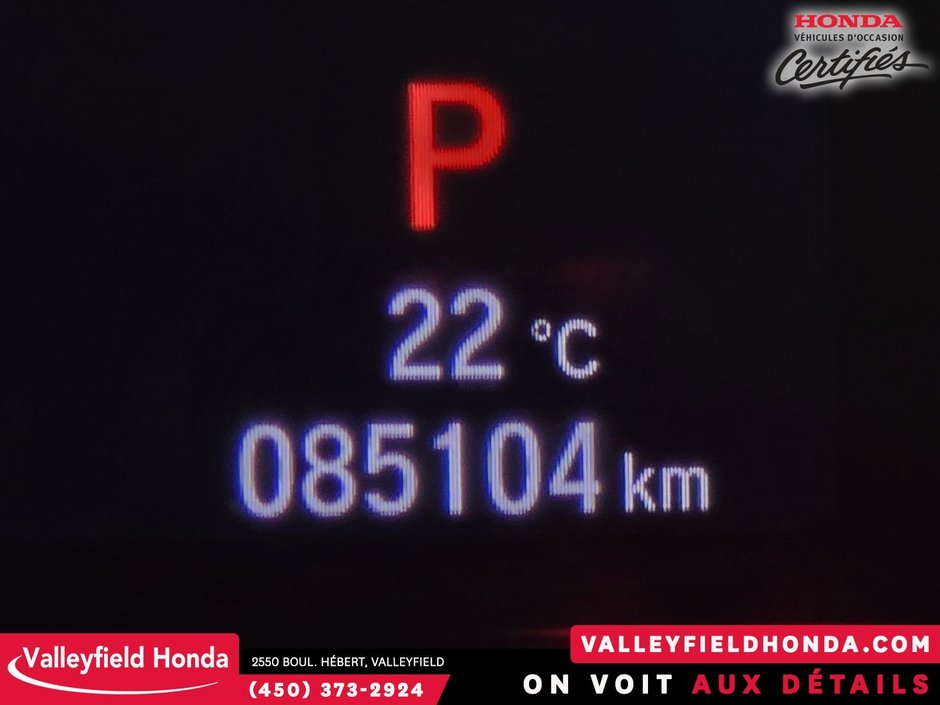 HONDA
VÉHICULES D'OCCASION
Certifiés
P
22 °C
085104 km
Valleyfield Honda
2550 BOUL. HÉBERT, VALLEYFIELD
(450) 373-2924
VALLEYFIELDHONDA.COM
ON VOIT AUX DÉTAILS